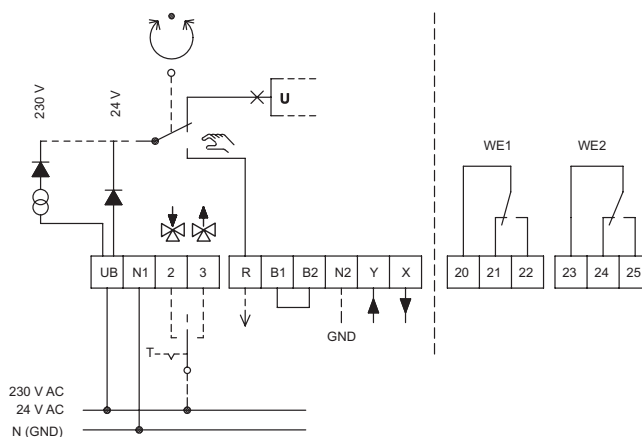 230 V
24 V
U
WE1
WE2
UB N1 2 3 R B1 B2 N2 Y X
20 21 22
23 24 25
GND
T
230 V AC
24 V AC
N (GND)